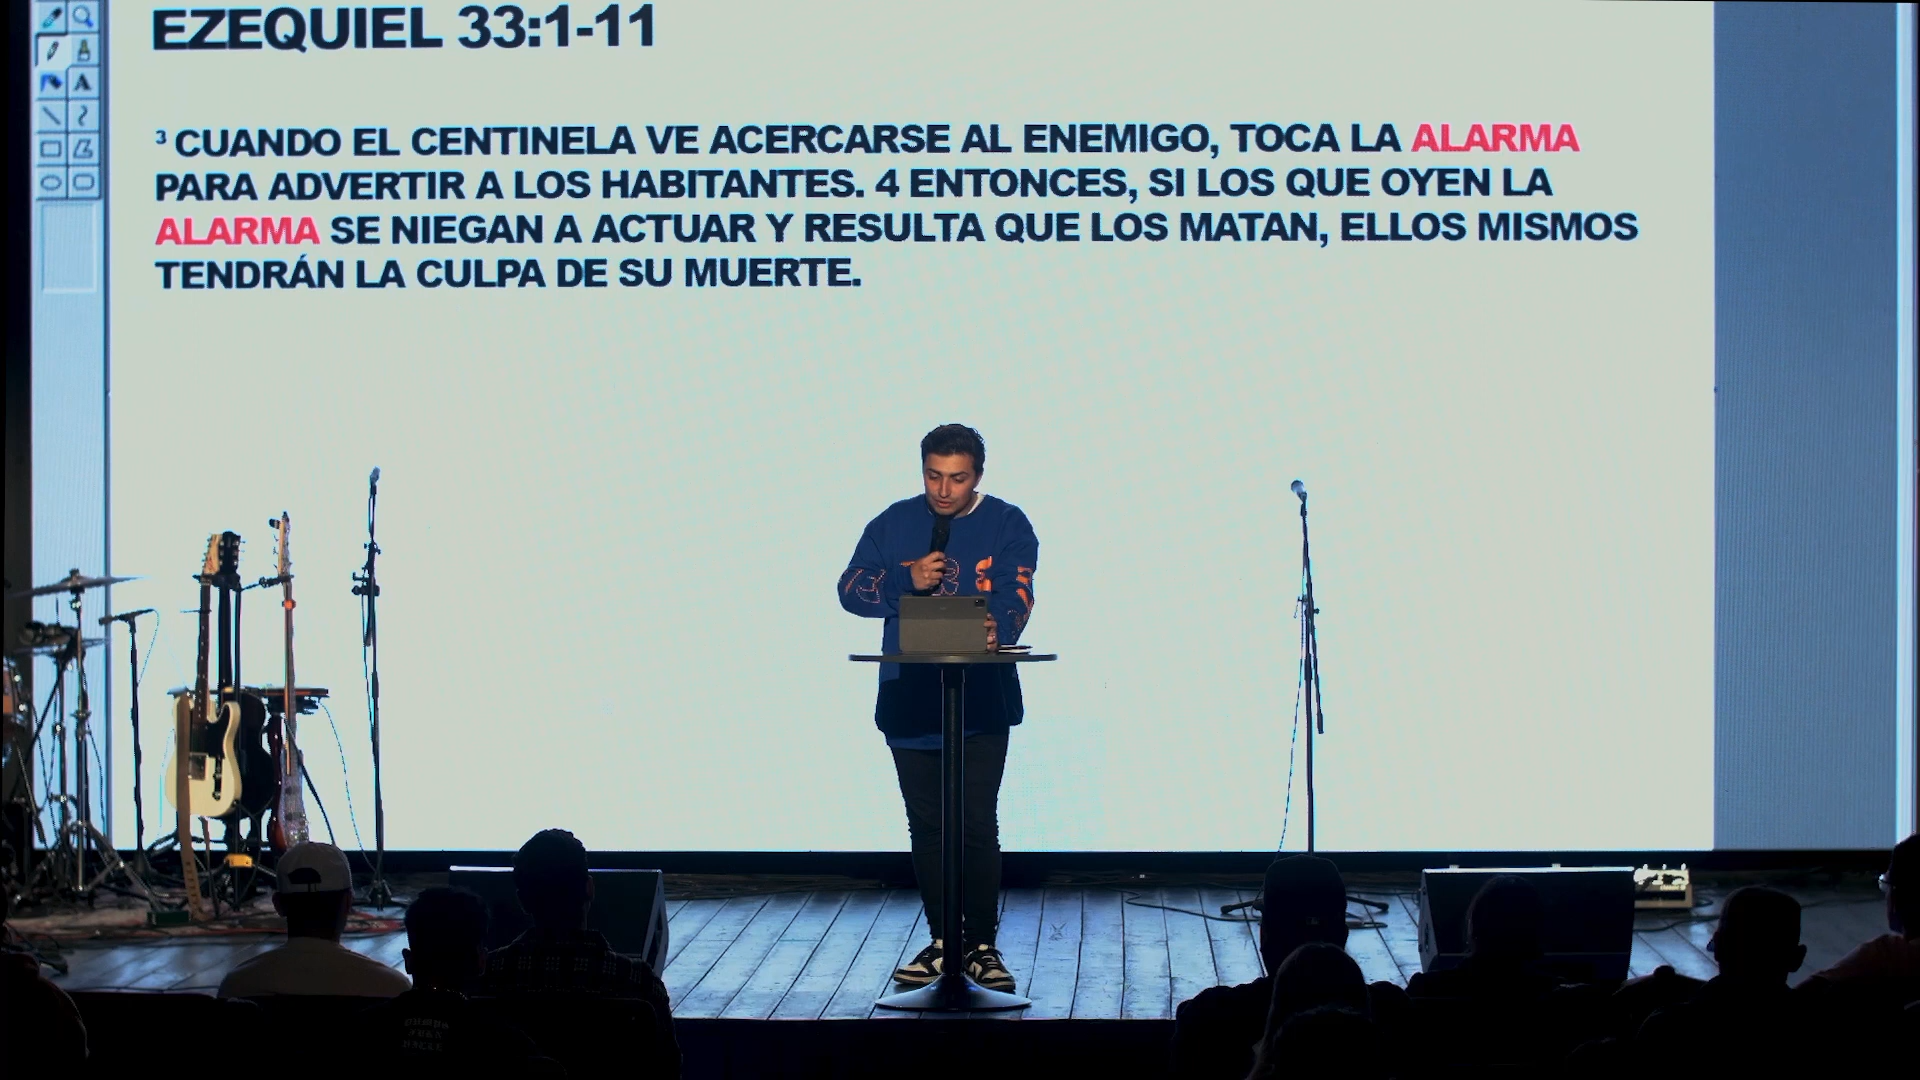 EZEQUIEL 33:1-11
³ CUANDO EL CENTINELA VE ACERCARSE AL ENEMIGO, TOCA LA ALARMA
PARA ADVERTIR A LOS HABITANTES. 4 ENTONCES, SI LOS QUE OYEN LA
ALARMA SE NIEGAN A ACTUAR Y RESULTA QUE LOS MATAN, ELLOS MISMOS
TENDRÁN LA CULPA DE SU MUERTE.
A